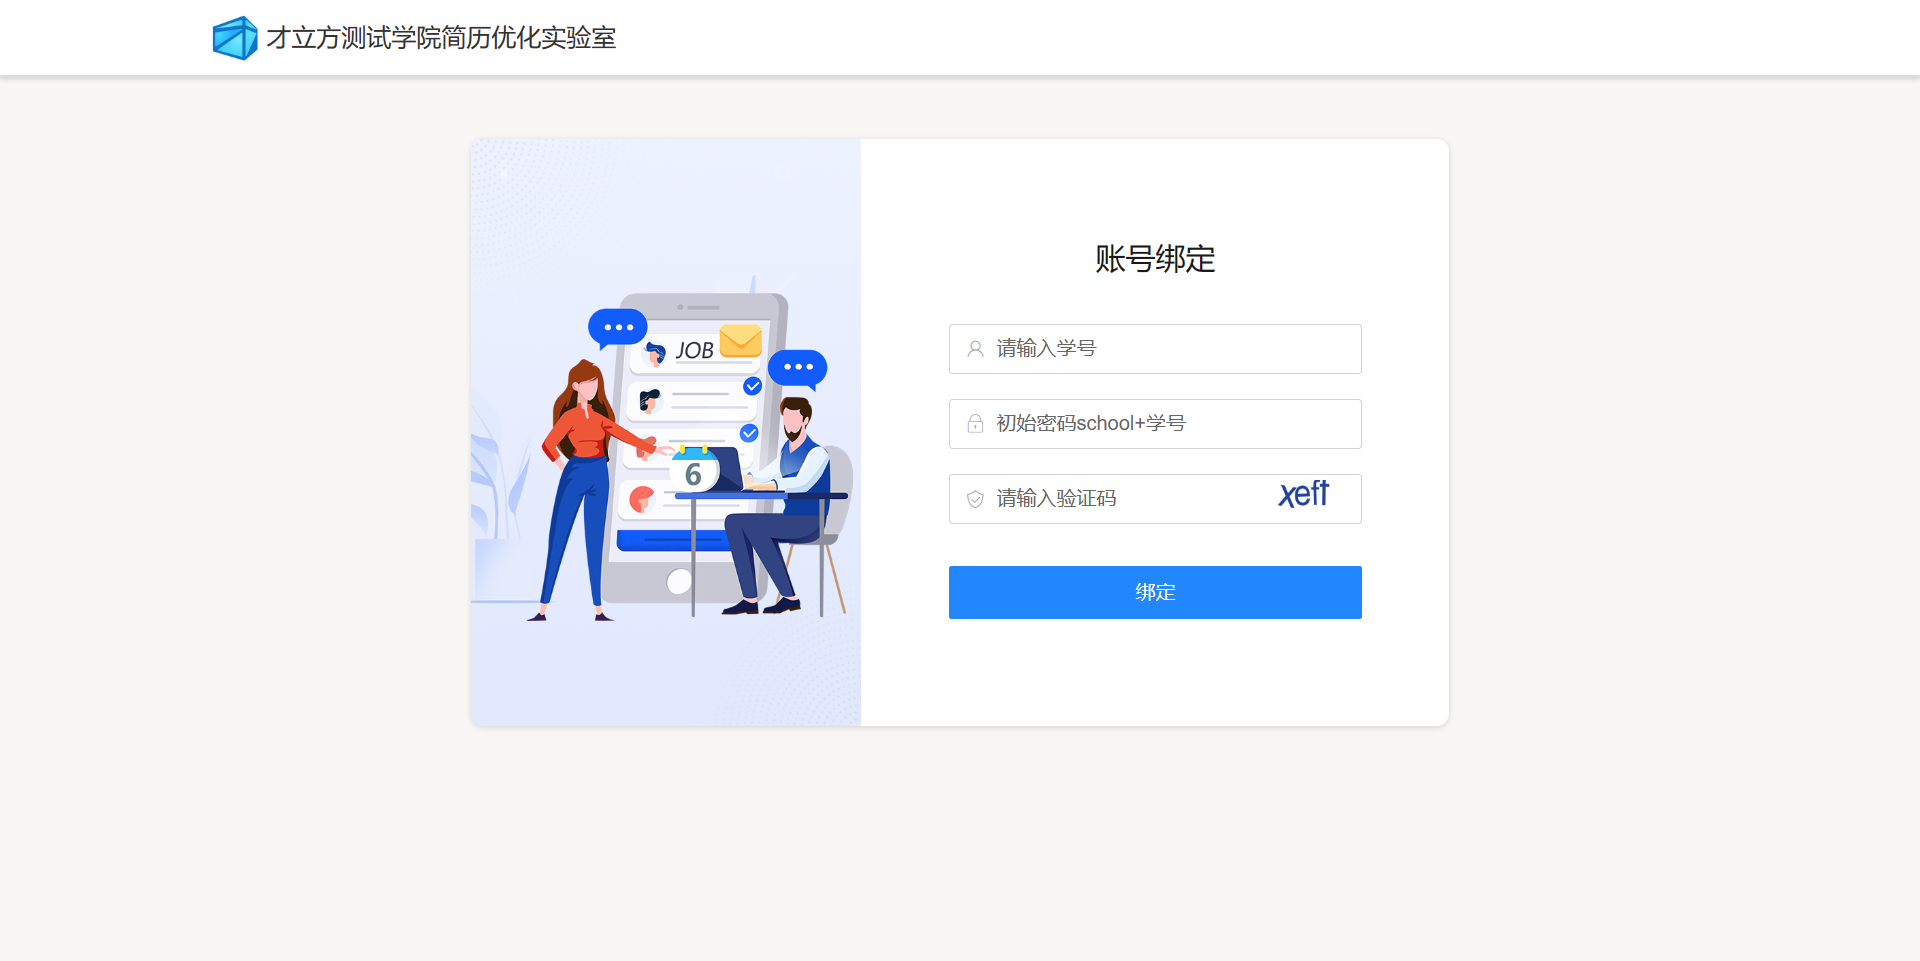 才立方测试学院简历优化实验室
JOB
6
账号绑定
请输入学号
初始密码school+学号
请输入验证码
xeff
绑定